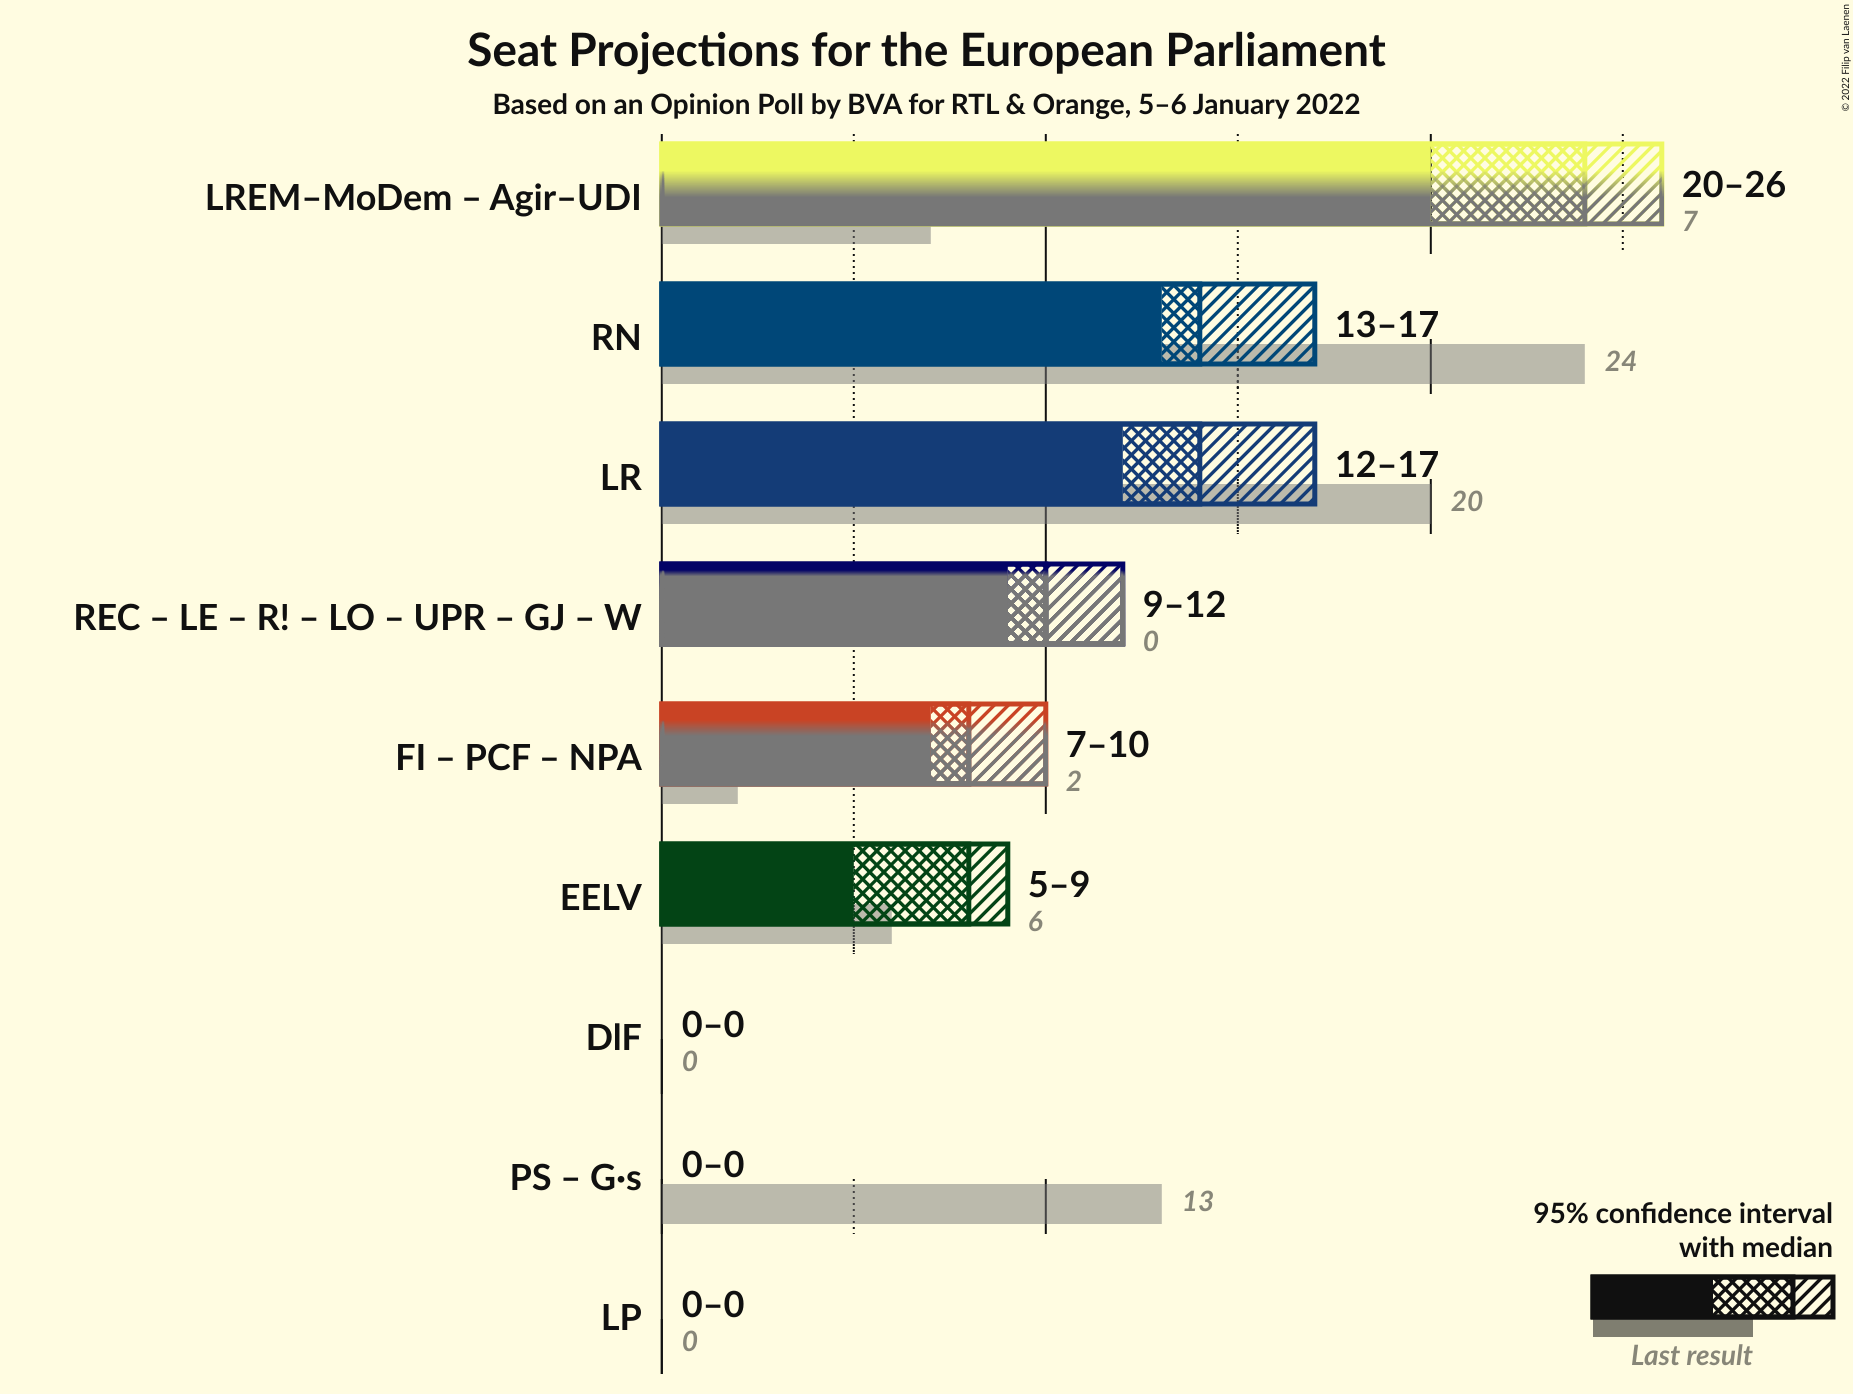 Seat Projections for the European Parliament
Based on an Opinion Poll by BVA for RTL & Orange, 5–6 January 2022
© 2022 Filip van Laenen
LREM–MoDem – Agir–UDI
20–26
7
RN
13–17
24
LR
12–17
20
REC – LE – R! – LO – UPR – GJ – W
9–12
0
FI – PCF – NPA
7–10
2
EELV
5–9
6
DlF
0–0
0
PS – G·s
0–0
13
LP
0–0
0
95% confidence interval
with median
Last result